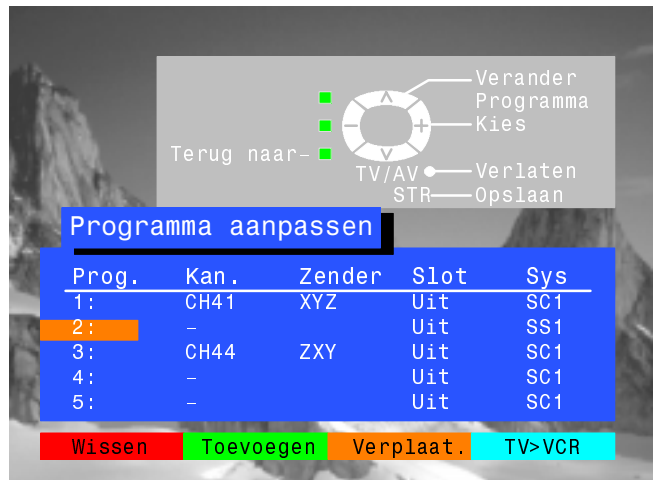 Verander
Programma
Kies
Terug naar
TV/AV Verlaten
STR Opslaan
Programma aanpassen
Prog. Kan. Zender Slot Sys
1: CH41 XYZ Uit SC1
2: – Uit SS1
3: CH44 ZXY Uit SC1
4: – Uit SC1
5: – Uit SC1
Wissen Toevoegen Verplaat. TV>VCR